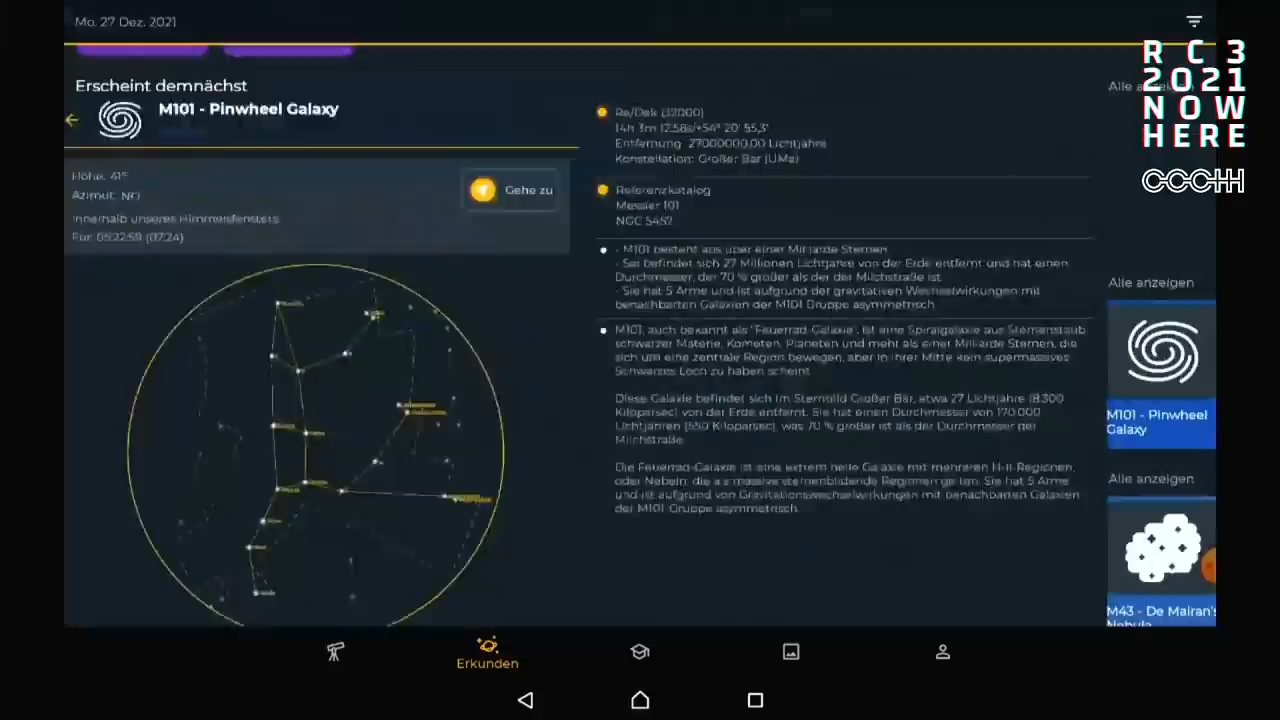 Mo. 27 Dez. 2021
RC3
2021
NOW
HERE
CCCHH
Erscheint demnächst
Alle anzeigen
M101 - Pinwheel Galaxy
Höhe: 41°
Azimut: NO
Gehe zu
Innerhalb unseres Himmelsfensters
Für: 05:22:59 (07:24)
Re/Dek (J2000)
14h 3m 12,58s/+54° 20' 55,3"
Entfernung: 27000000,00 Lichtjahre
Konstellation: Großer Bär (UMa)
Referenzkatalog
Messier 101
NGC 5457
- M101 besteht aus über einer Milliarde Sternen
- Sei befindet sich 27 Millionen Lichtjahre von der Erde entfernt und hat einen
Durchmesser, der 70 % größer als der der Milchstraße ist
- Sie hat 5 Arme und ist aufgrund der gravitativen Wechselwirkungen mit
benachbarten Galaxien der M101 Gruppe asymmetrisch
M101, auch bekannt als "Feuerrad-Galaxie", ist eine Spiralgalaxie aus Sternenstaub,
schwarzer Materie, Kometen, Planeten und mehr als einer Milliarde Sternen, die
sich um eine zentrale Region bewegen, aber in ihrer Mitte kein supermassives
Schwarzes Loch zu haben scheint.
Diese Galaxie befindet sich im Sternbild Großer Bär, etwa 27 Lichtjahre (8.300
Kiloparsec) von der Erde entfernt. Sie hat einen Durchmesser von 170.000
Lichtjahren (550 Kiloparsec), was 70 % größer ist als der Durchmesser der
Milchstraße.
Die Feuerrad-Galaxie ist eine extrem helle Galaxie mit mehreren H-II-Regionen,
oder Nebeln, die als massive sternenbildende Regionen gelten. Sie hat 5 Arme
und ist aufgrund von Gravitationswechselwirkungen mit benachbarten Galaxien
der M101 Gruppe asymmetrisch.
Alle anzeigen
M101 - Pinwheel
Galaxy
Alle anzeigen
M43 - De Mairan's
Nebula
Erkunden